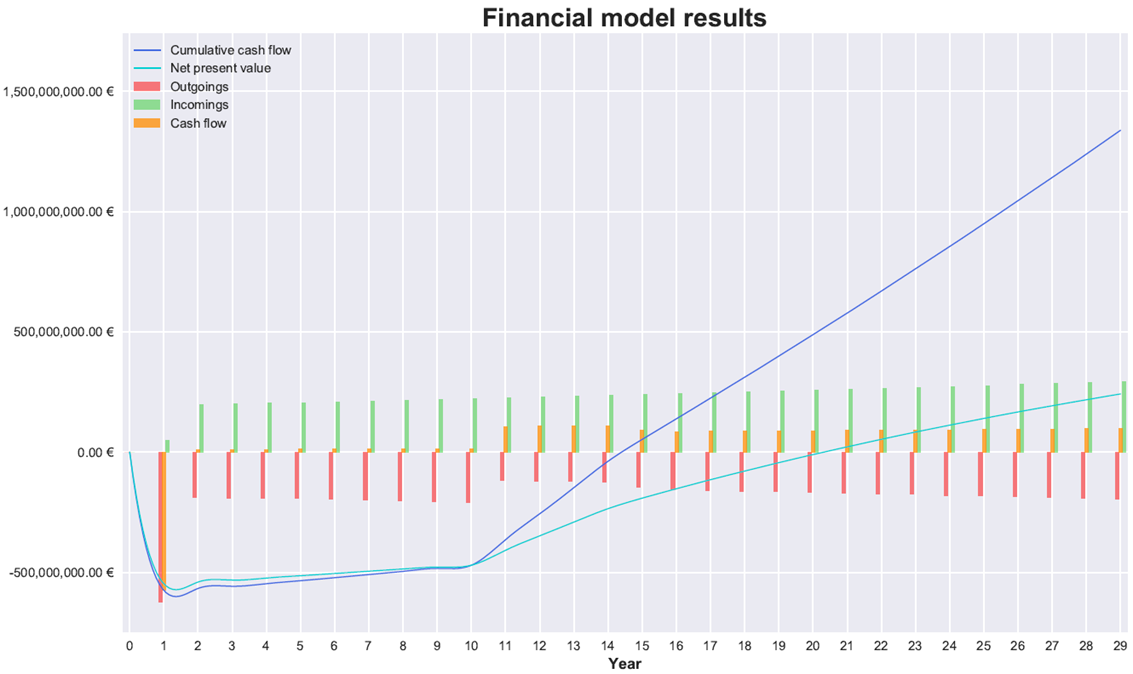 Financial model results
Cumulative cash flow
Net present value
Outgoings
Incomings
Cash flow
1,500,000,000.00 €
1,000,000,000.00 €
500,000,000.00 €
0.00 €
-500,000,000.00 €
0 1 2 3 4 5 6 7 8 9 10 11 12 13 14 15 16 17 18 19 20 21 22 23 24 25 26 27 28 29
Year